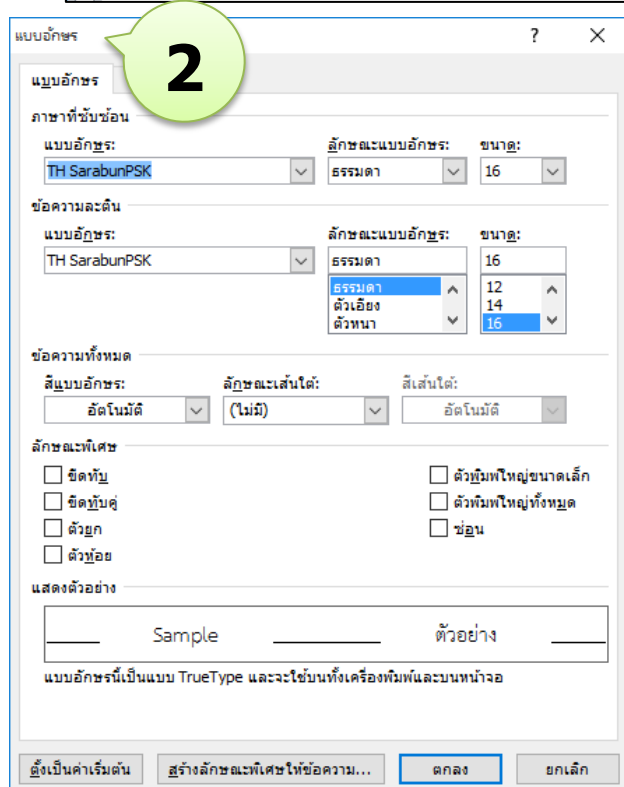 แบบอักษร ? ×
2
แบบอักษร
ภาษาที่ซับซ้อน
แบบอักษร: ลักษณะแบบอักษร: ขนาด:
TH SarabunPSK ธรรมดา 16
ข้อความละติน
แบบอักษร: ลักษณะแบบอักษร: ขนาด:
TH SarabunPSK ธรรมดา 16
ธรรมดา 12
ตัวเอียง 14
ตัวหนา 16
ข้อความทั้งหมด
สีแบบอักษร: ลักษณะเส้นใต้: สีเส้นใต้:
อัตโนมัติ (ไม่มี) อัตโนมัติ
ลักษณะพิเศษ
ขีดทับ ตัวพิมพ์ใหญ่ขนาดเล็ก
ขีดทับคู่ ตัวพิมพ์ใหญ่ทั้งหมด
ตัวยก ซ่อน
ตัวห้อย
แสดงตัวอย่าง
Sample ตัวอย่าง
แบบอักษรนี้เป็นแบบ TrueType และจะใช้บนทั้งเครื่องพิมพ์และบนหน้าจอ
ตั้งเป็นค่าเริ่มต้น สร้างลักษณะพิเศษให้ข้อความ... ตกลง ยกเลิก